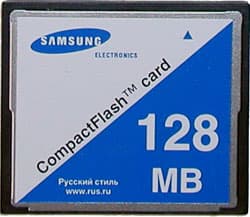 SAMSUNG
ELECTRONICS
CompactFlash™ card
128
MB
Русский стиль
www-rus.ru